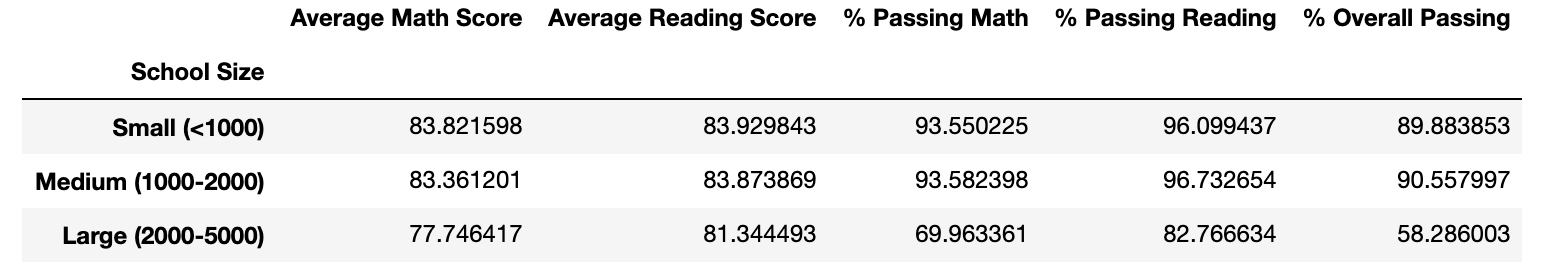 Average Math Score Average Reading Score % Passing Math % Passing Reading % Overall Passing
School Size
Small (<1000) 83.821598 83.929843 93.550225 96.099437 89.883853
Medium (1000-2000) 83.361201 83.873869 93.582398 96.732654 90.557997
Large (2000-5000) 77.746417 81.344493 69.963361 82.766634 58.286003